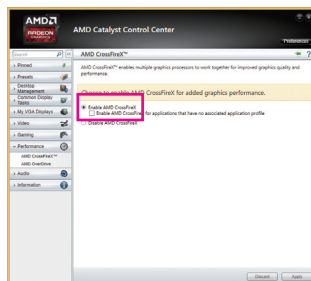 AMD
RADEON
GRAPHICS
AMD Catalyst Control Center
Preferences
Search
AMD CrossFireX™
Pinned
Presets
Desktop
Management
Common Display
Tasks
My VGA Displays
Video
Gaming
Performance
AMD CrossFireX™
AMD OverDrive
Audio
Information
AMD CrossFireX™ enables multiple graphics processors to work together for improved graphics quality and
performance.
Choose to enable AMD CrossFireX for added graphics performance.
Enable AMD CrossFireX
Enable AMD CrossFireX for applications that have no associated application profile
Disable AMD CrossFireX
Discard
Apply